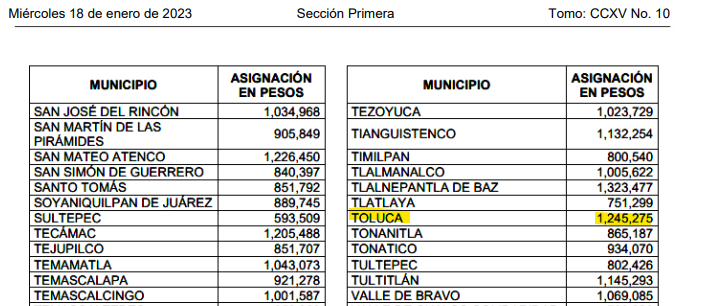 Miércoles 18 de enero de 2023 Sección Primera Tomo: CCXV No. 10
MUNICIPIO ASIGNACIÓN EN PESOS
SAN JOSÉ DEL RINCÓN 1,034,968
SAN MARTÍN DE LAS
PIRÁMIDES 905,849
SAN MATEO ATENCO 1,226,450
SAN SIMÓN DE GUERRERO 840,397
SANTO TOMÁS 851,792
SOYANIQUILPAN DE JUÁREZ 889,745
SULTEPEC 593,509
TECÁMAC 1,205,488
TEJUPILCO 851,707
TEMAMATLA 1,043,073
TEMASCALAPA 921,278
TEMASCALCINGO 1,001,587
MUNICIPIO ASIGNACIÓN EN PESOS
TEZOYUCA 1,023,729
TIANGUISTENCO 1,132,254
TIMILPAN 800,540
TLALMANALCO 1,005,622
TLALNEPANTLA DE BAZ 1,323,477
TLATLAYA 751,299
TOLUCA 1,245,275
TONANITLA 865,187
TONATICO 934,070
TULTEPEC 802,426
TULTITLÁN 1,145,293
VALLE DE BRAVO 1,069,085